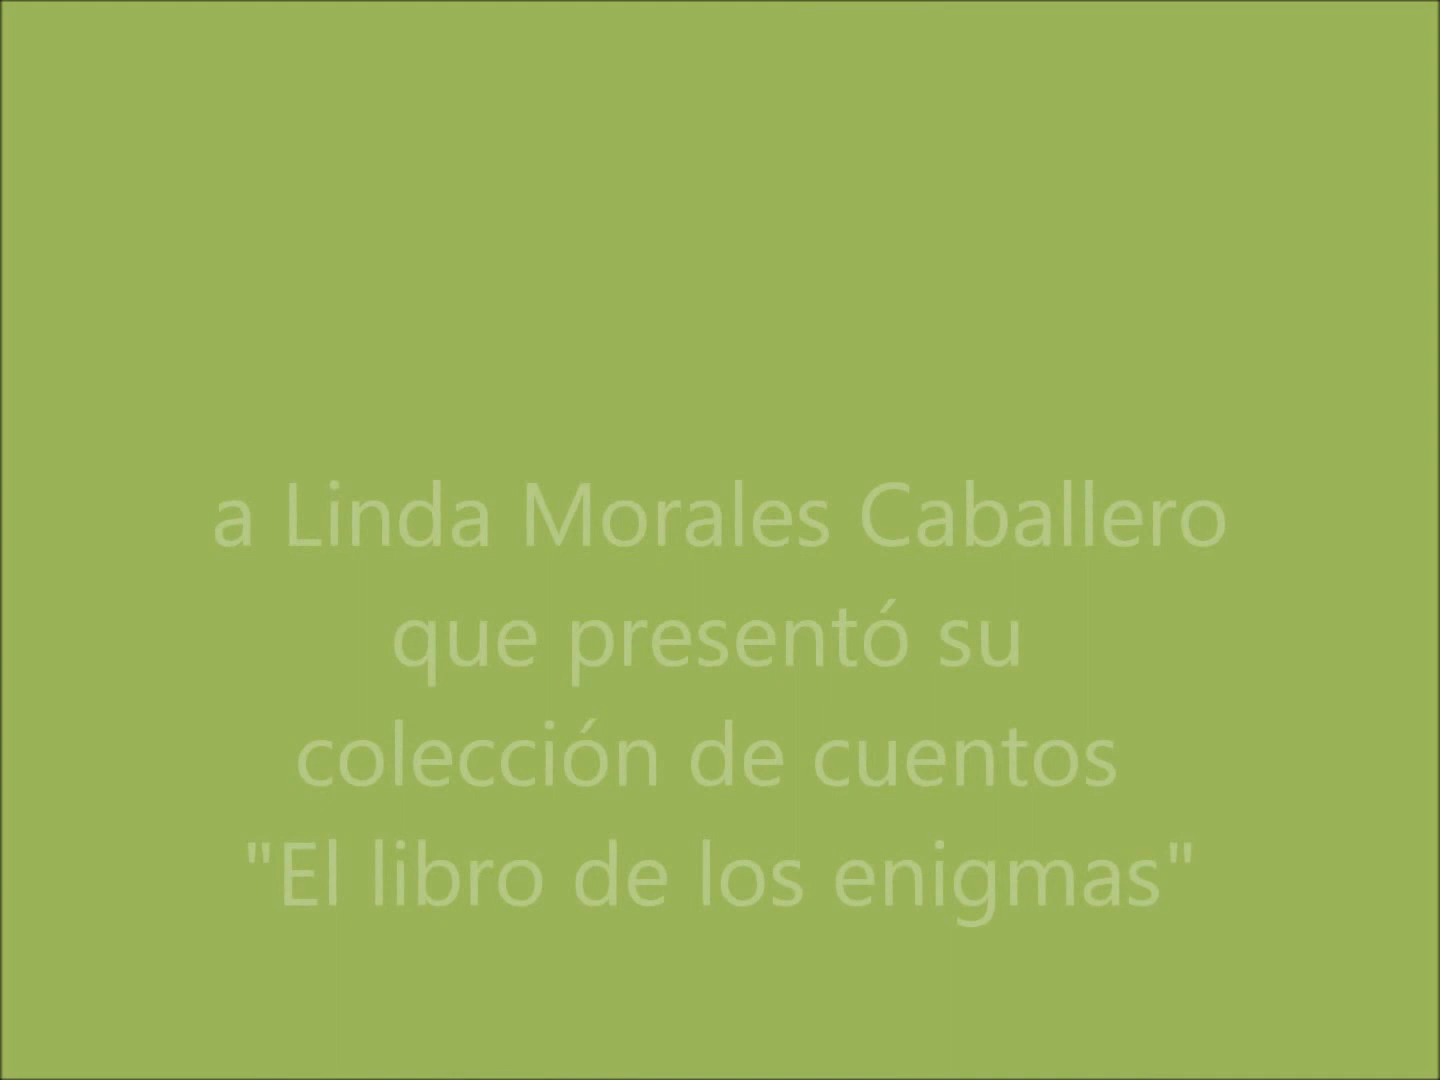 a Linda Morales Caballero
que presentó su
colección de cuentos
"El libro de los enigmas"